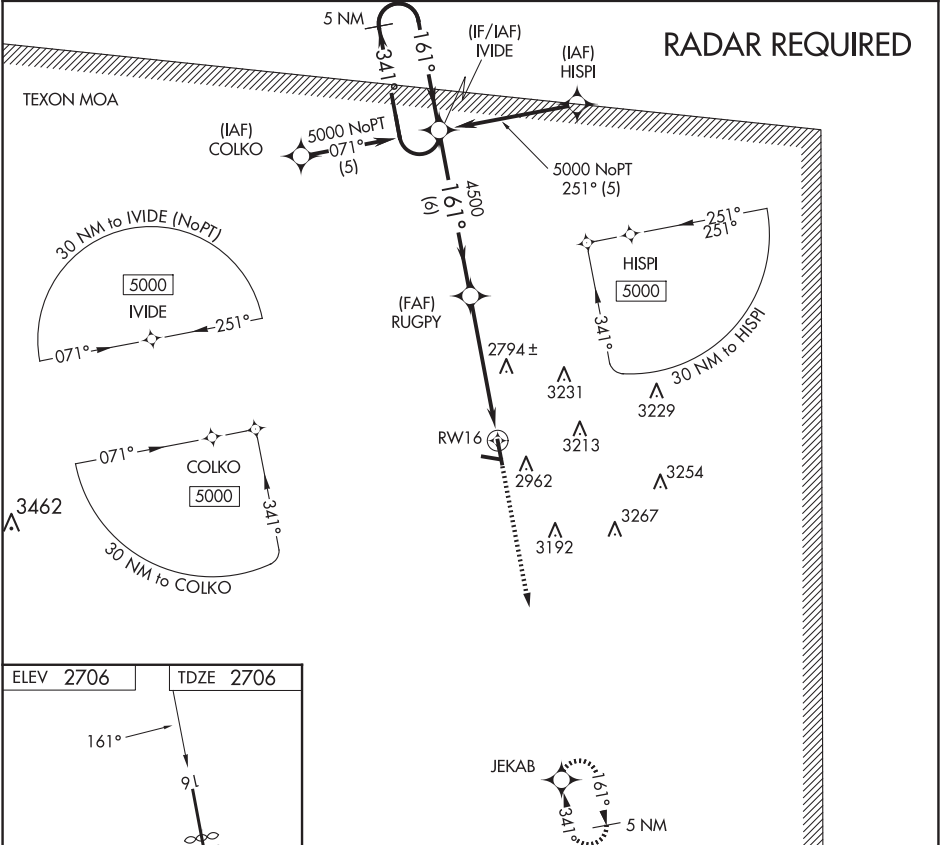 5 NM
161°
341°
(IF/IAF)
IVIDE
(IAF)
HISPI
RADAR REQUIRED
TEXON MOA
(IAF)
COLKO
5000 NoPT
071°
(5)
5000 NoPT
251° (5)
4500
161°
(6)
30 NM to IVIDE (NoPT)
5000
IVIDE
071°
251°
251°
251°
HISPI
5000
341°
30 NM to HISPI
(FAF)
RUGPY
2794 ±
3231
3229
3213
RW16
2962
3254
3267
3192
071°
COLKO
5000
341°
30 NM to COLKO
3462
ELEV 2706
TDZE 2706
161°
16
JEKAB
161°
341°
5 NM